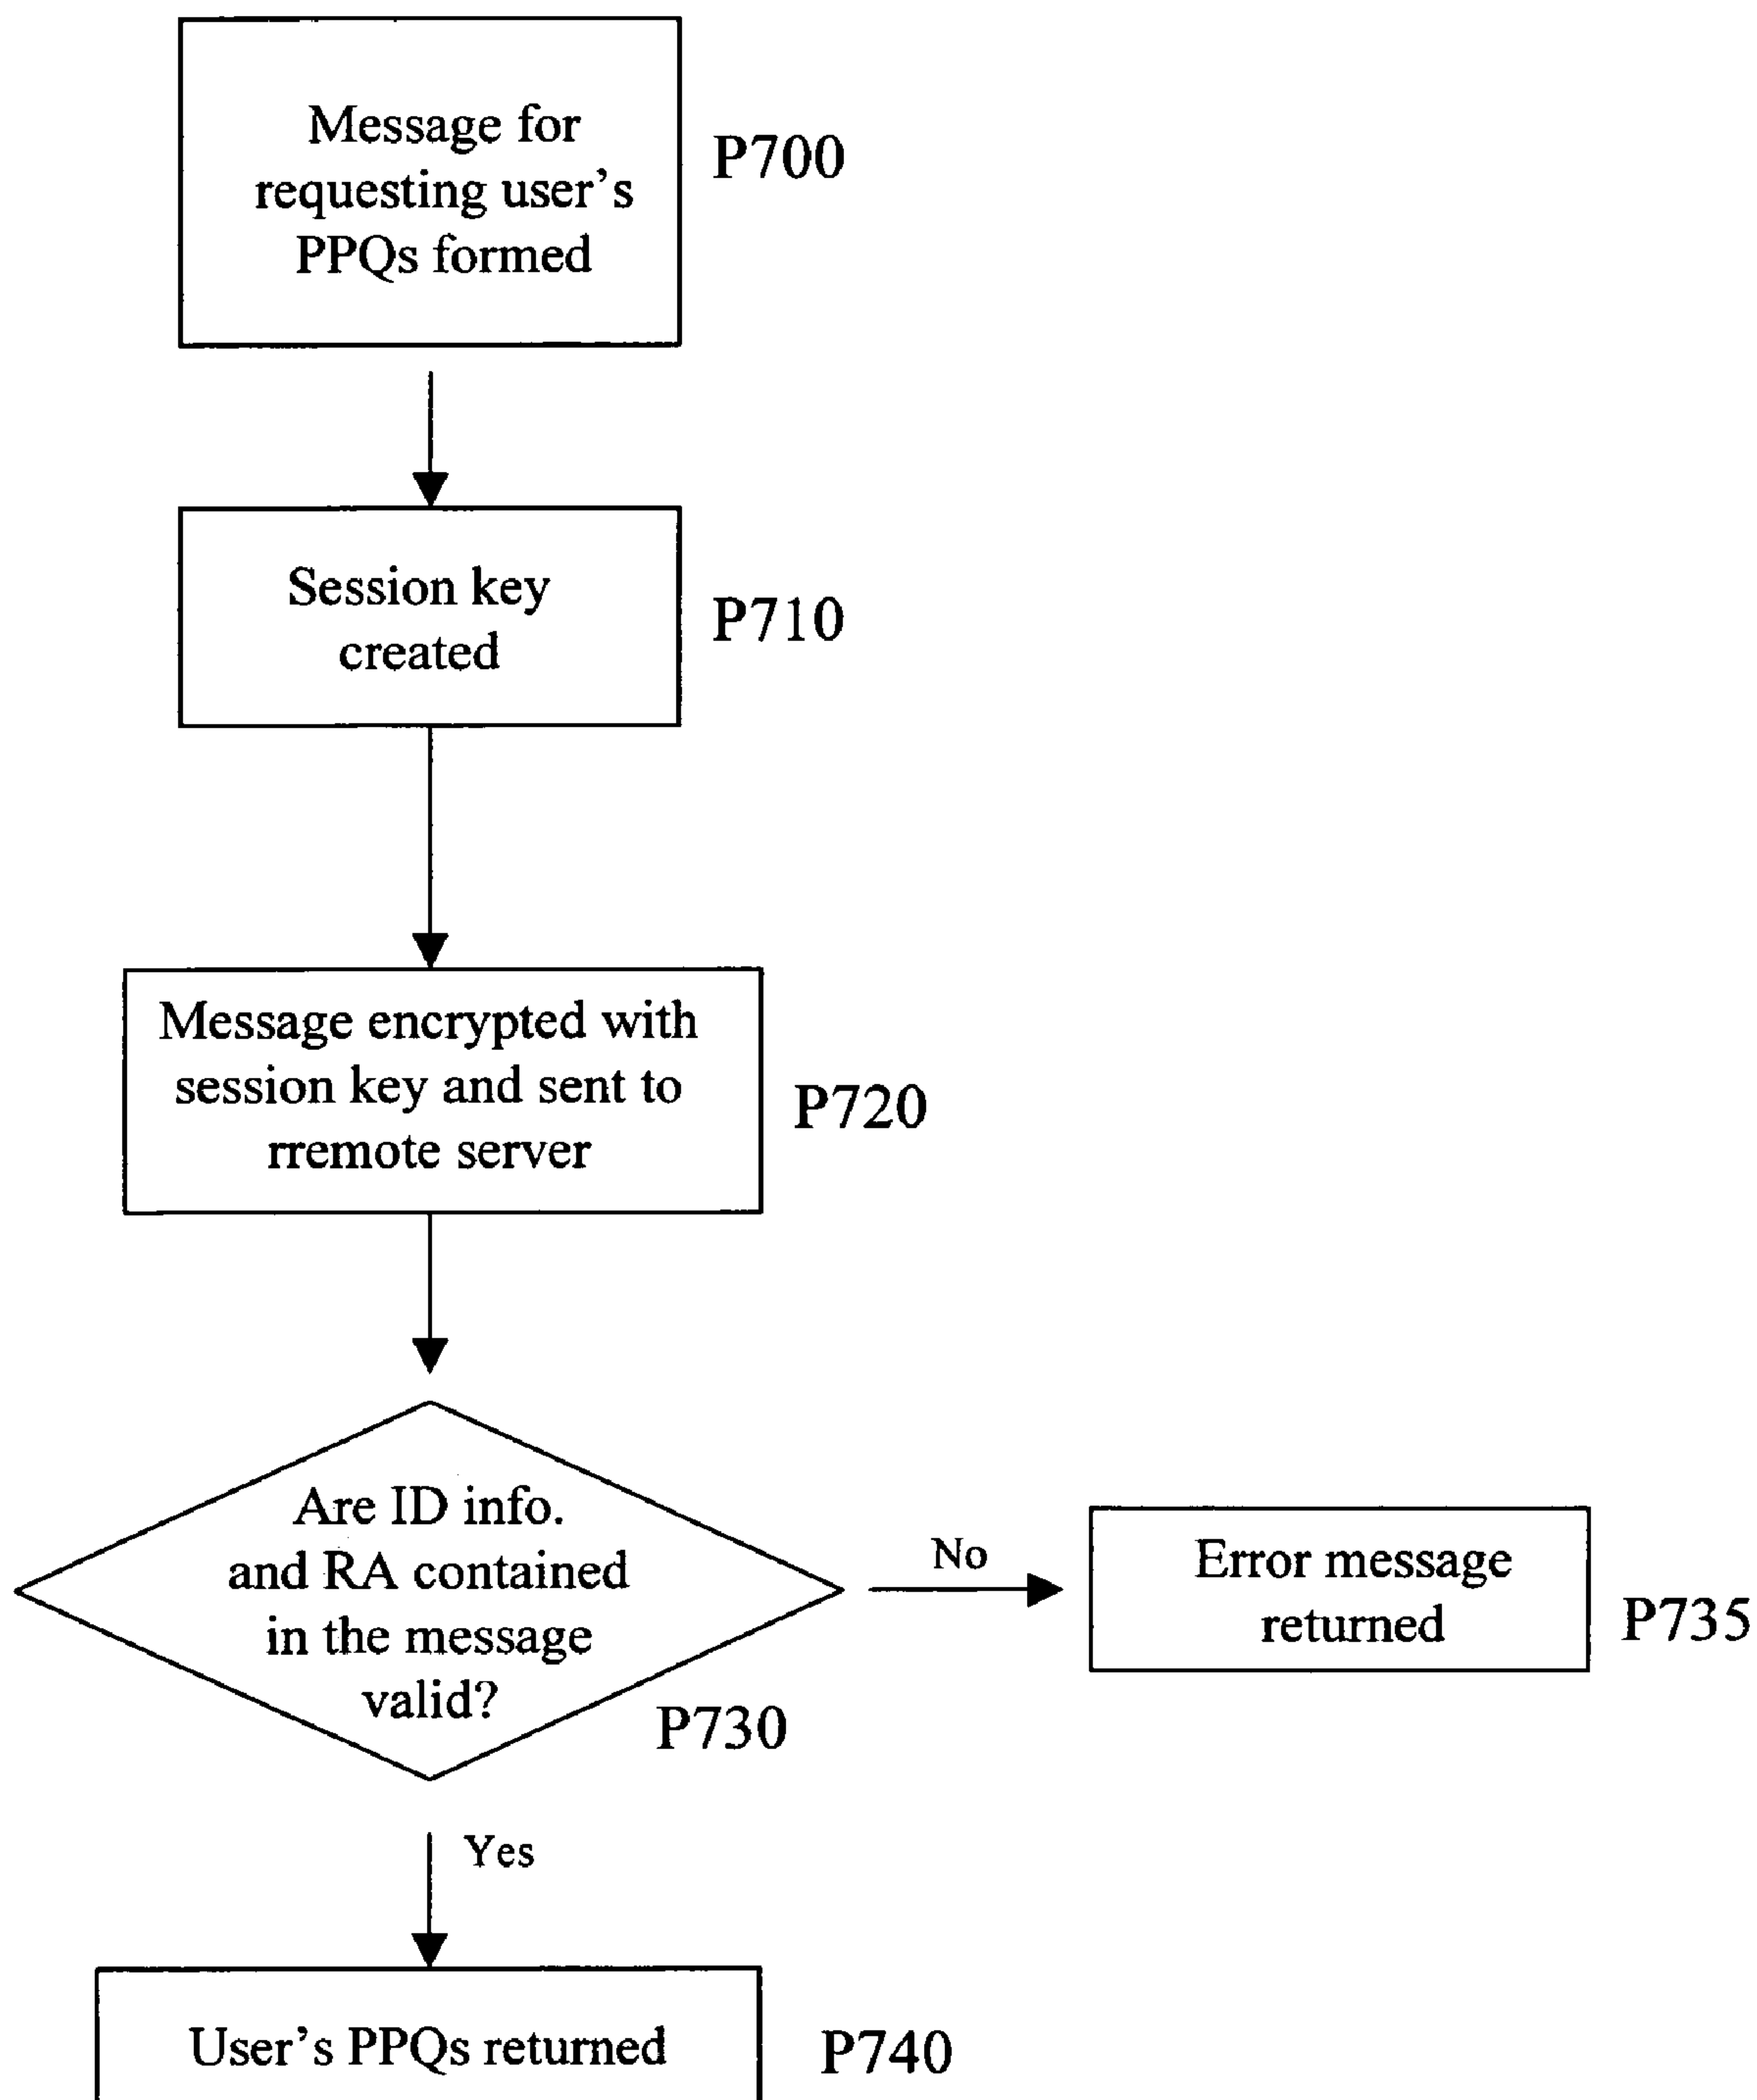 Message for
requesting user's
PPQs formed
P700
Session key
created
P710
Message encrypted with
session key and sent to
rremote server
P720
Are ID info.
and RA contained
in the message
valid?
P730
No
Error message
returned
P735
Yes
User's PPQs returned
P740